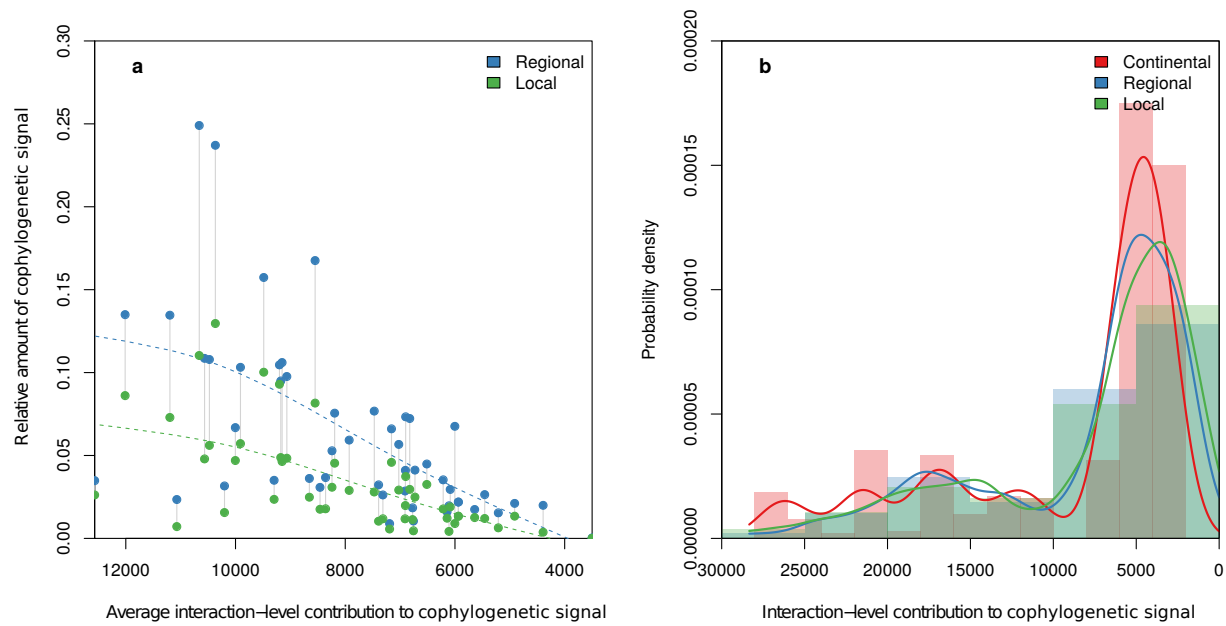 a
Regional
Local
Relative amount of cophylogenetic signal
0.00 0.05 0.10 0.15 0.20 0.25 0.30
12000 10000 8000 6000 4000
Average interaction−level contribution to cophylogenetic signal
b
Continental
Regional
Local
Probability density
0.00000 0.00005 0.00010 0.00015 0.00020
30000 25000 20000 15000 10000 5000 0
Interaction−level contribution to cophylogenetic signal